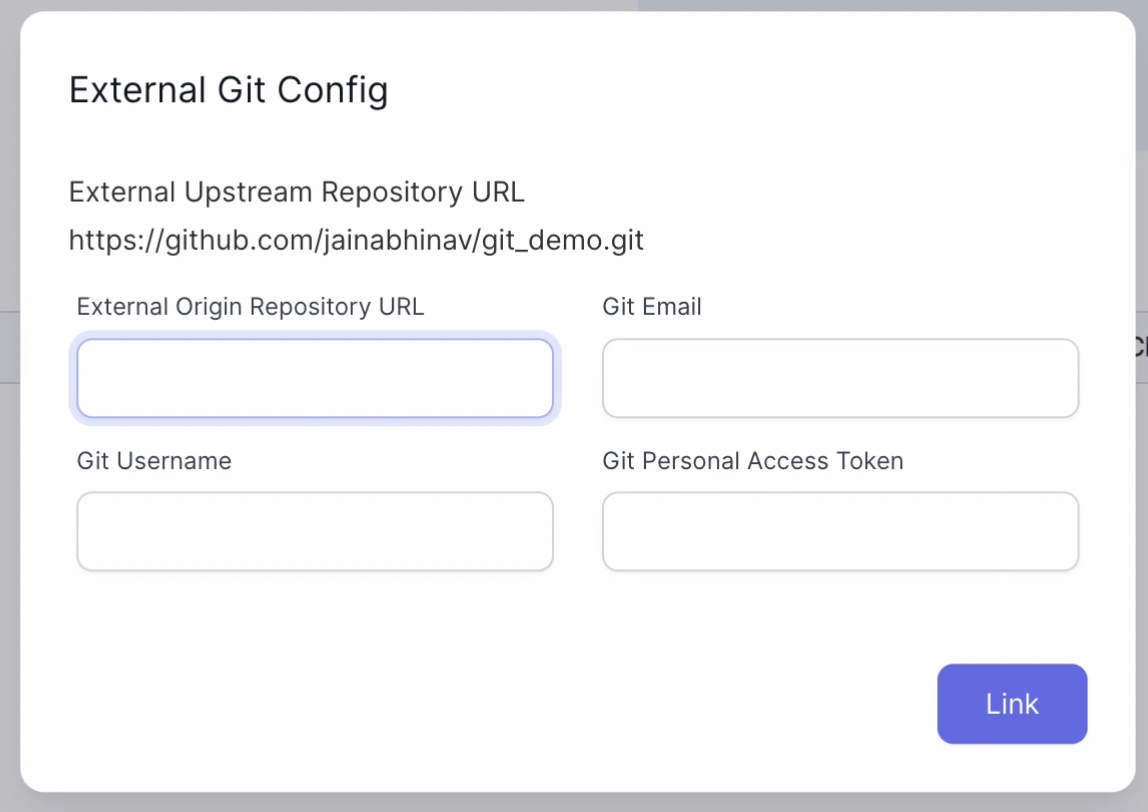 External Git Config
External Upstream Repository URL
https://github.com/jainabhinav/git_demo.git
External Origin Repository URL
Git Email
Git Username
Git Personal Access Token
Link